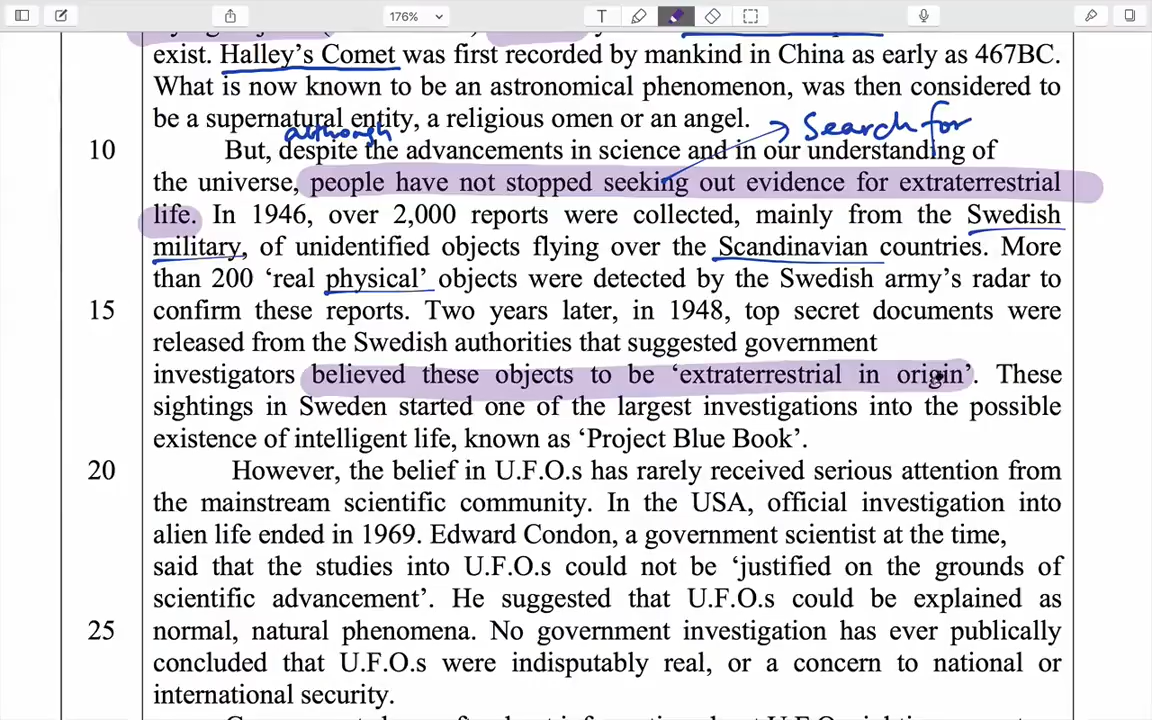 176%
T
exist. Halley's Comet was first recorded by mankind in China as early as 467BC.
What is now known to be an astronomical phenomenon, was then considered to
be a supernatural entity, a religious omen or an angel.
although
Search for
10 But, despite the advancements in science and in our understanding of
the universe, people have not stopped seeking out evidence for extraterrestrial
life. In 1946, over 2,000 reports were collected, mainly from the Swedish
military, of unidentified objects flying over the Scandinavian countries. More
than 200 ‘real physical’ objects were detected by the Swedish army's radar to
15 confirm these reports. Two years later, in 1948, top secret documents were
released from the Swedish authorities that suggested government
investigators believed these objects to be ‘extraterrestrial in origin’. These
sightings in Sweden started one of the largest investigations into the possible
existence of intelligent life, known as ‘Project Blue Book’.
20 However, the belief in U.F.O.s has rarely received serious attention from
the mainstream scientific community. In the USA, official investigation into
alien life ended in 1969. Edward Condon, a government scientist at the time,
said that the studies into U.F.O.s could not be ‘justified on the grounds of
scientific advancement’. He suggested that U.F.O.s could be explained as
25 normal, natural phenomena. No government investigation has ever publically
concluded that U.F.O.s were indisputably real, or a concern to national or
international security.